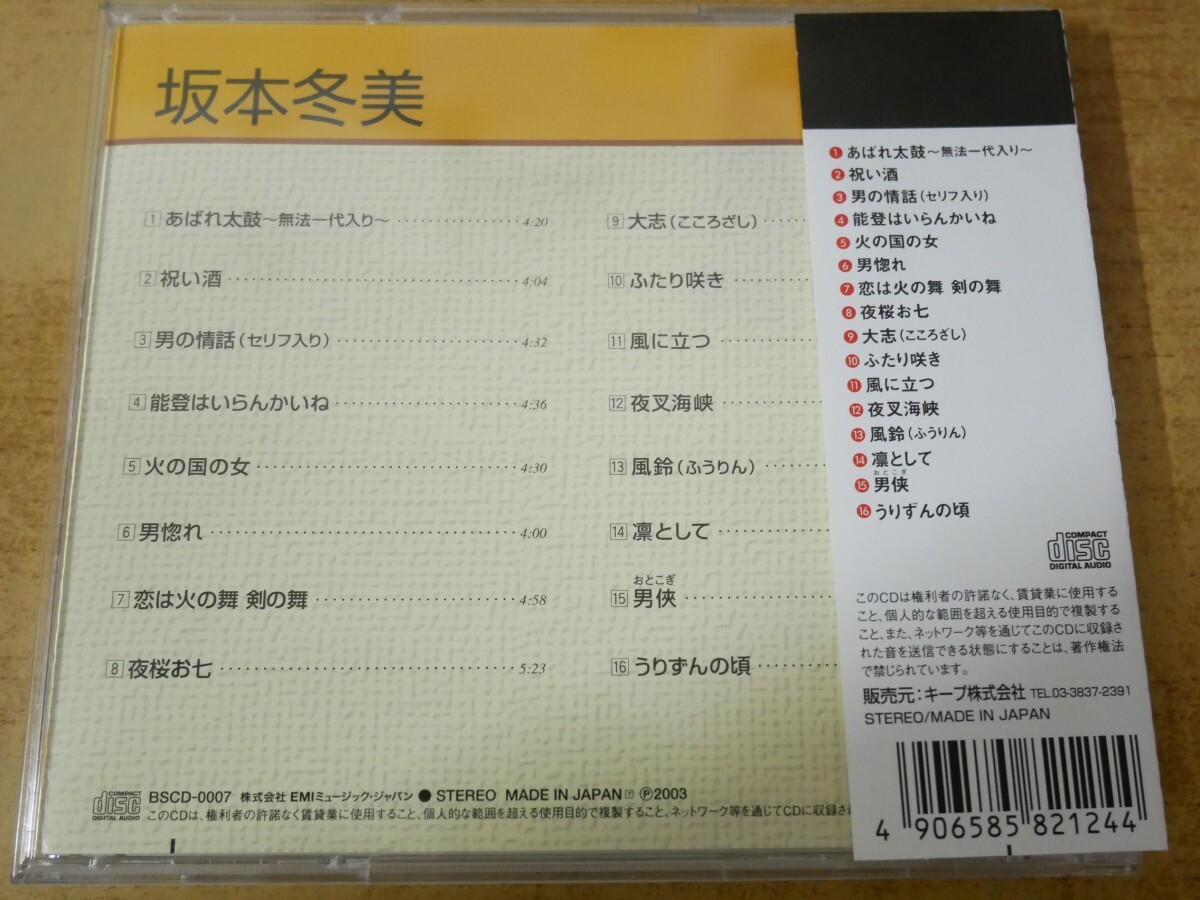 坂本冬美
1 あばれ太鼓〜無法一代入り〜 4:20
2 祝い酒 4:04
3 男の情話(セリフ入り) 4:32
4 能登はいらんかいね 4:36
5 火の国の女 4:30
6 男惚れ 4:00
7 恋は火の舞 剣の舞 4:58
8 夜桜お七 5:23
9 大志(こころざし)
10 ふたり咲き
11 風に立つ
12 夜叉海峡
13 風鈴(ふうりん)
14 凛として
おとこぎ
15 男侠
16 うりずんの頃
COMPACT
disc
DIGITAL AUDIO
BSCD-0007 株式会社 EMIミュージック・ジャパン ● STEREO MADE IN JAPAN Ⓨ Ⓟ2003
このCDは、権利者の許諾なく賃貸業に使用すること、個人的な範囲を超える使用目的で複製すること、ネットワーク等を通じてこのCDに収録され
1 あばれ太鼓〜無法一代入り〜
2 祝い酒
3 男の情話(セリフ入り)
4 能登はいらんかいね
5 火の国の女
6 男惚れ
7 恋は火の舞 剣の舞
8 夜桜お七
9 大志(こころざし)
10 ふたり咲き
11 風に立つ
12 夜叉海峡
13 風鈴(ふうりん)
14 凛として
おとこぎ
15 男侠
16 うりずんの頃
COMPACT
disc
DIGITAL AUDIO
このCDは権利者の許諾なく、賃貸業に使用する
こと、個人的な範囲を超える使用目的で複製する
こと、また、ネットワーク等を通じてこのCDに収録さ
れた音を送信できる状態にすることは、著作権法
で禁じられています。
販売元:キープ株式会社 TEL.03-3837-2391
STEREO/MADE IN JAPAN
4 906585 821244